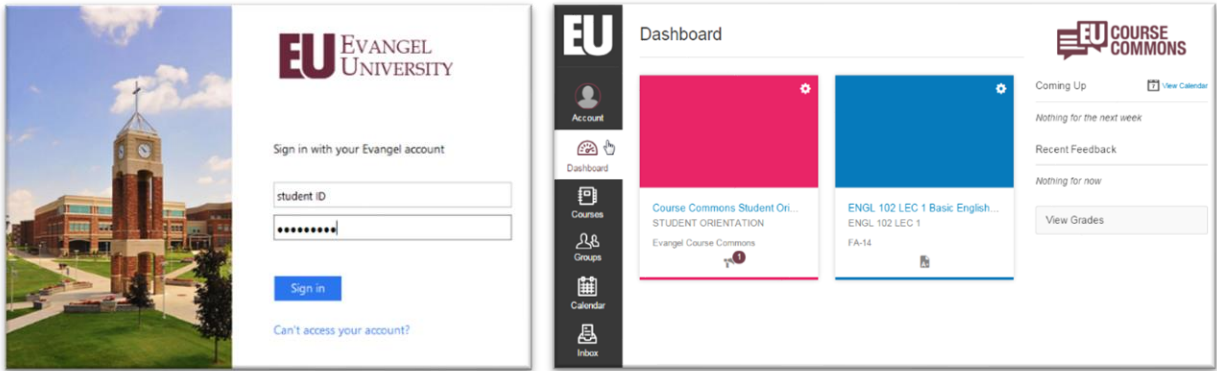 EU EVANGEL
UNIVERSITY
Sign in with your Evangel account
student ID
●●●●●●●●●
Sign in
Can't access your account?
EU
Account
Dashboard
Courses
Groups
Calendar
Inbox
Dashboard
Course Commons Student Ori...
STUDENT ORIENTATION
Evangel Course Commons
1
ENGL 102 LEC 1 Basic English...
ENGL 102 LEC 1
FA-14
EU COURSE
COMMONS
Coming Up 7 View Calendar
Nothing for the next week
Recent Feedback
Nothing for now
View Grades